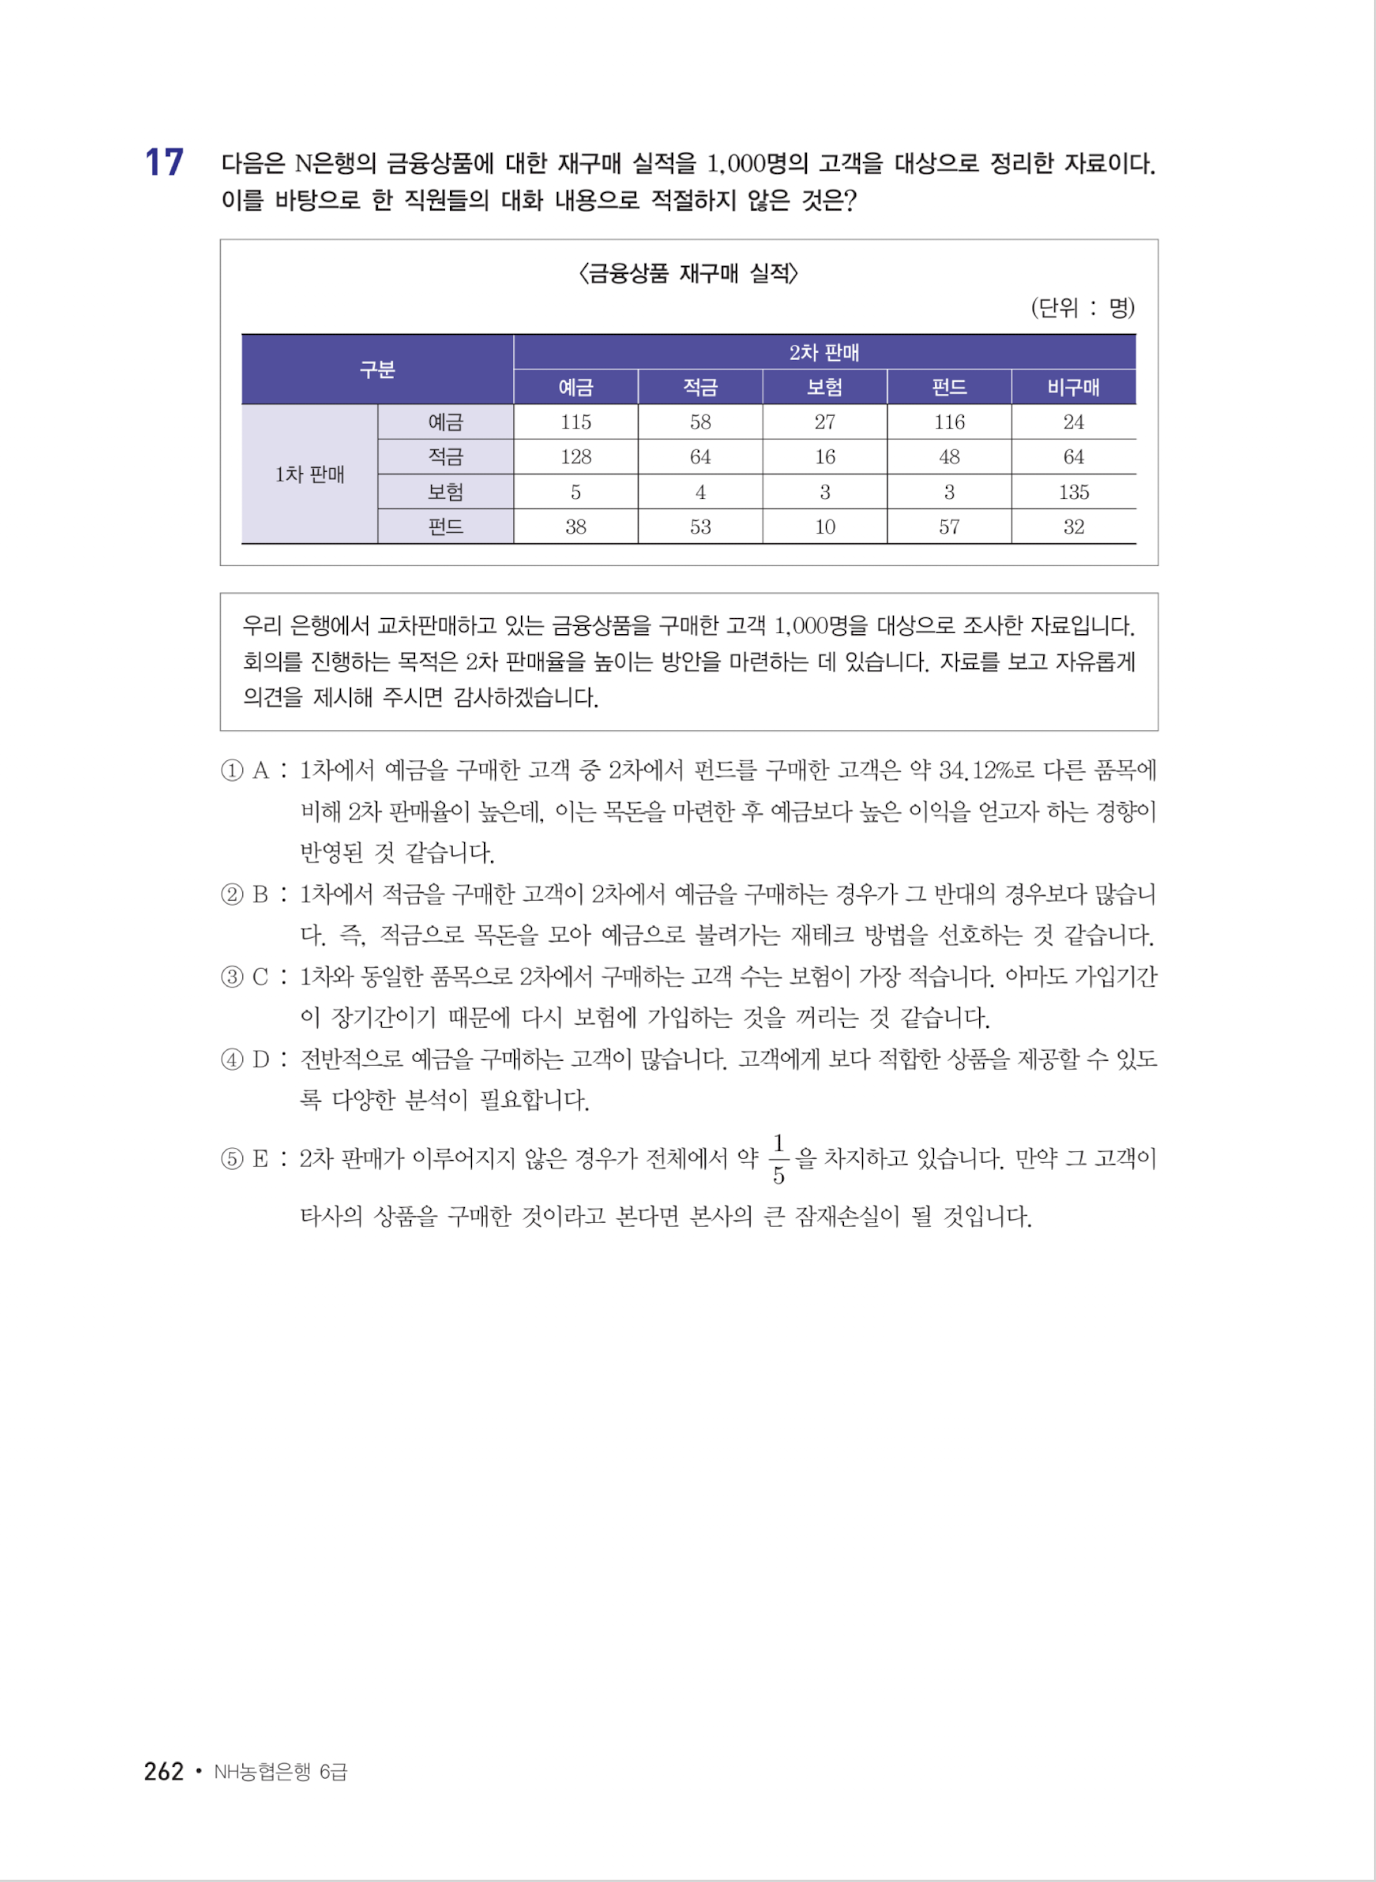 17 다음은 N은행의 금융상품에 대한 재구매 실적을 1,000명의 고객을 대상으로 정리한 자료이다.
이를 바탕으로 한 직원들의 대화 내용으로 적절하지 않은 것은?
〈금융상품 재구매 실적〉
(단위 : 명)
구분 2차 판매
예금 적금 보험 펀드 비구매
1차 판매
예금 115 58 27 116 24
적금 128 64 16 48 64
보험 5 4 3 3 135
펀드 38 53 10 57 32
우리 은행에서 교차판매하고 있는 금융상품을 구매한 고객 1,000명을 대상으로 조사한 자료입니다.
회의를 진행하는 목적은 2차 판매율을 높이는 방안을 마련하는 데 있습니다. 자료를 보고 자유롭게
의견을 제시해 주시면 감사하겠습니다.
① A : 1차에서 예금을 구매한 고객 중 2차에서 펀드를 구매한 고객은 약 34.12%로 다른 품목에
비해 2차 판매율이 높은데, 이는 목돈을 마련한 후 예금보다 높은 이익을 얻고자 하는 경향이
반영된 것 같습니다.
② B : 1차에서 적금을 구매한 고객이 2차에서 예금을 구매하는 경우가 그 반대의 경우보다 많습니
다. 즉, 적금으로 목돈을 모아 예금으로 불려가는 재테크 방법을 선호하는 것 같습니다.
③ C : 1차와 동일한 품목으로 2차에서 구매하는 고객 수는 보험이 가장 적습니다. 아마도 가입기간
이 장기간이기 때문에 다시 보험에 가입하는 것을 꺼리는 것 같습니다.
④ D : 전반적으로 예금을 구매하는 고객이 많습니다. 고객에게 보다 적합한 상품을 제공할 수 있도
록 다양한 분석이 필요합니다.
⑤ E : 2차 판매가 이루어지지 않은 경우가 전체에서 약 1/5을 차지하고 있습니다. 만약 그 고객이
타사의 상품을 구매한 것이라고 본다면 본사의 큰 잠재손실이 될 것입니다.
262 • NH농협은행 6급